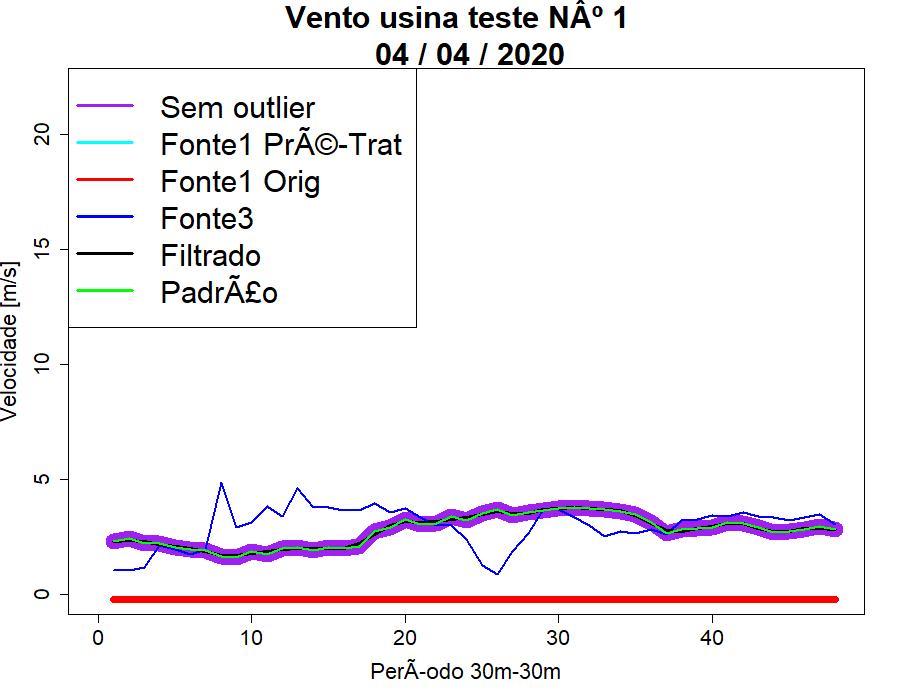 Vento usina teste NÂº 1
04 / 04 / 2020
Sem outlier
Fonte1 PrÃ©-Trat
Fonte1 Orig
Fonte3
Filtrado
PadrÃ£o
Velocidade [m/s]
20
15
10
5
0
0 10 20 30 40
PerÃ-odo 30m-30m